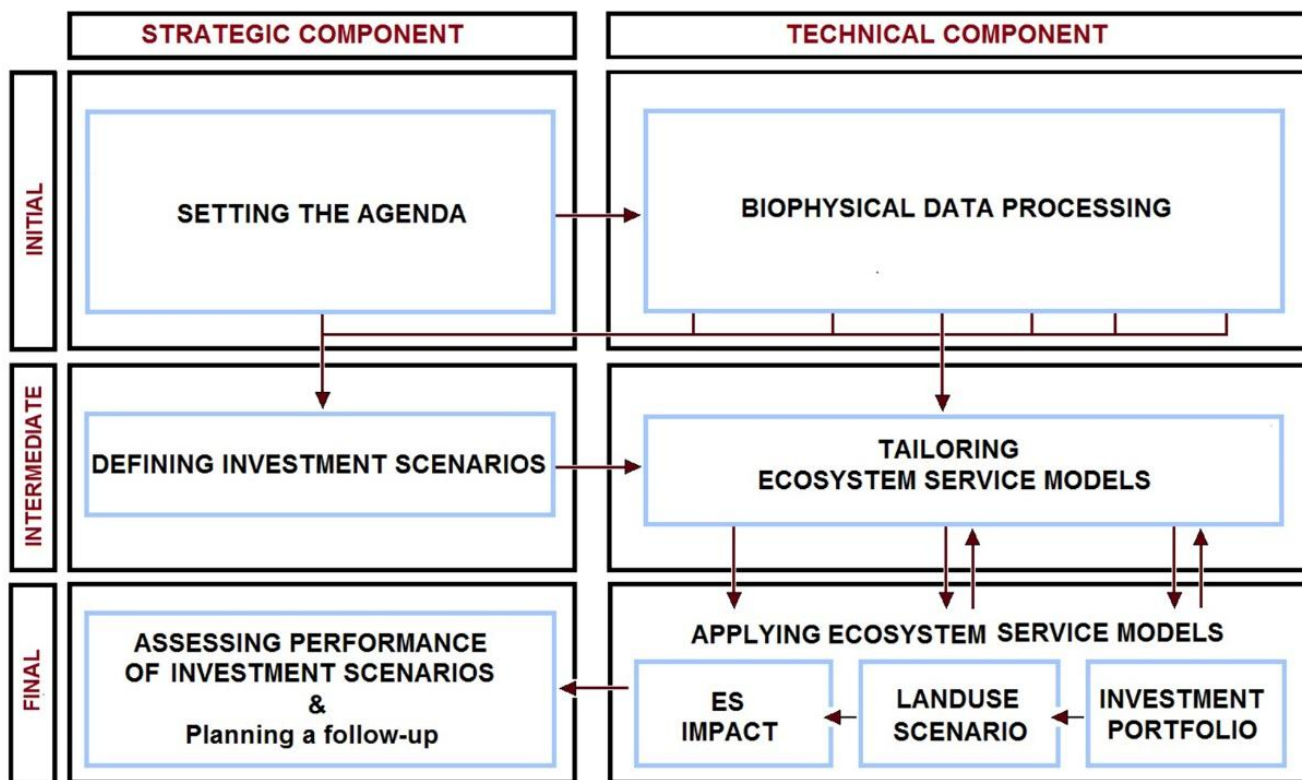 STRATEGIC COMPONENT
TECHNICAL COMPONENT
INITIAL
SETTING THE AGENDA
BIOPHYSICAL DATA PROCESSING
INTERMEDIATE
DEFINING INVESTMENT SCENARIOS
TAILORING
ECOSYSTEM SERVICE MODELS
FINAL
ASSESSING PERFORMANCE
OF INVESTMENT SCENARIOS
&
Planning a follow-up
APPLYING ECOSYSTEM SERVICE MODELS
ES
IMPACT
LANDUSE
SCENARIO
INVESTMENT
PORTFOLIO